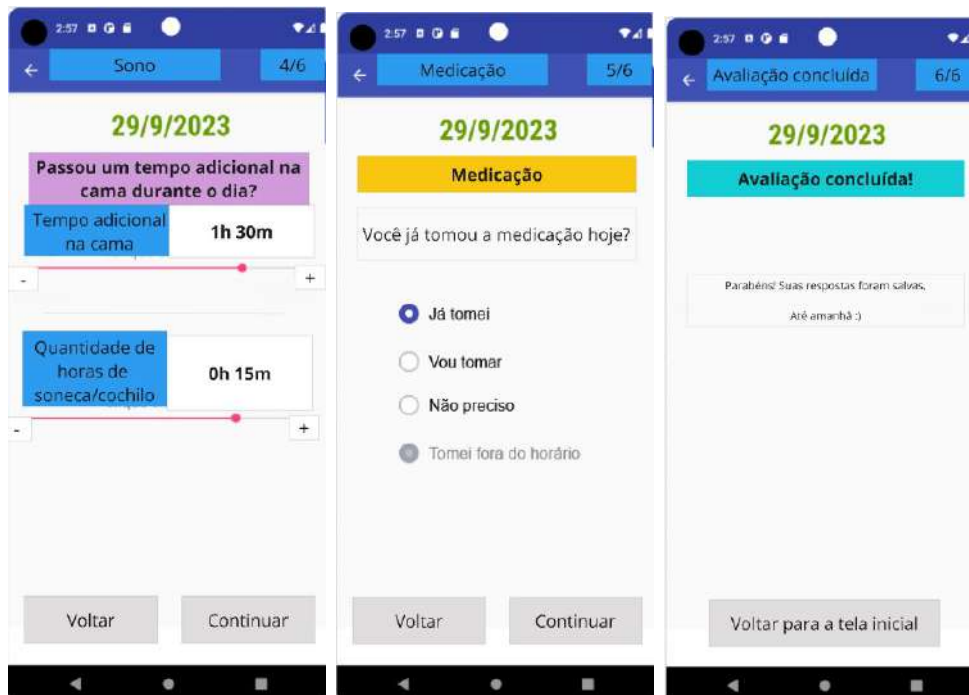 2:57
Sono
4/6
29/9/2023
Passou um tempo adicional na
cama durante o dia?
Tempo adicional
na cama
1h 30m
-
+
Quantidade de
horas de
soneca/cochilo
0h 15m
-
+
Voltar
Continuar
2:57
Medicação
5/6
29/9/2023
Medicação
Você já tomou a medicação hoje?
Já tomei
Vou tomar
Não preciso
Tomei fora do horário
Voltar
Continuar
2:57
Avaliação concluída
6/6
29/9/2023
Avaliação concluída!
Parabéns! Suas respostas foram salvas,
Até amanhã :)
Voltar para a tela inicial